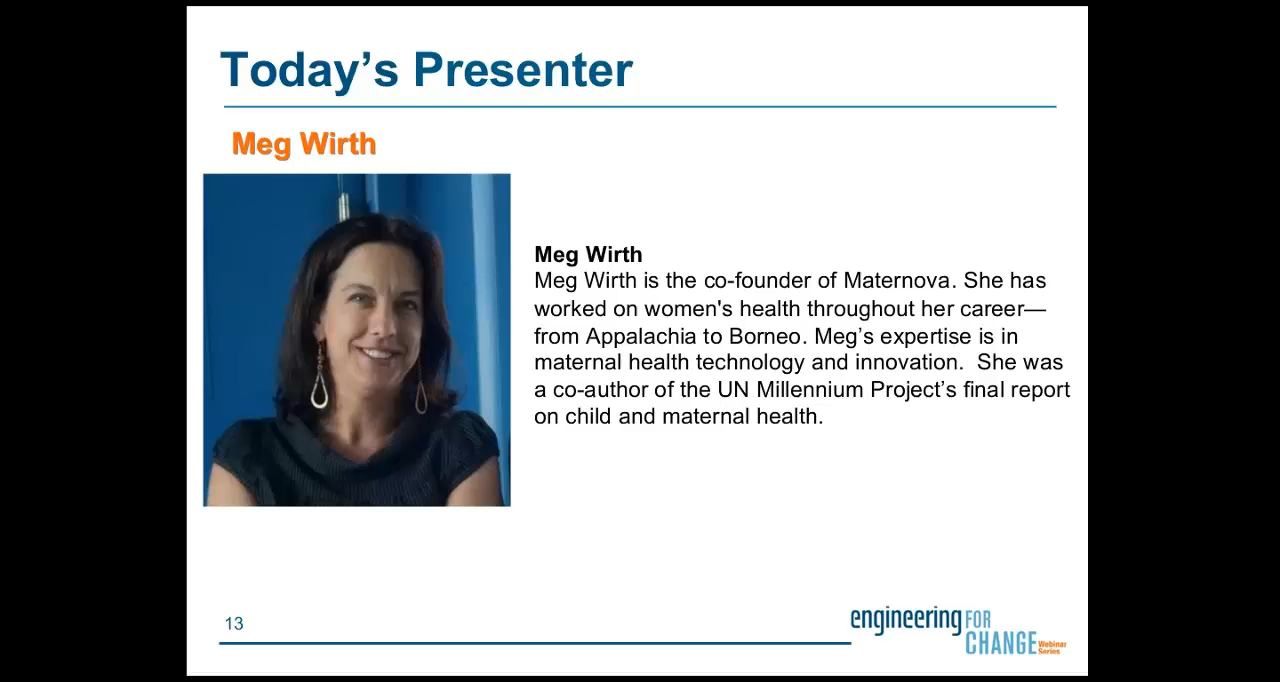 Today’s Presenter
Meg Wirth
Meg Wirth
Meg Wirth is the co-founder of Maternova. She has
worked on women's health throughout her career—
from Appalachia to Borneo. Meg’s expertise is in
maternal health technology and innovation.  She was
a co-author of the UN Millennium Project’s final report
on child and maternal health.
13
engineering FOR
CHANGE Webinar
Series